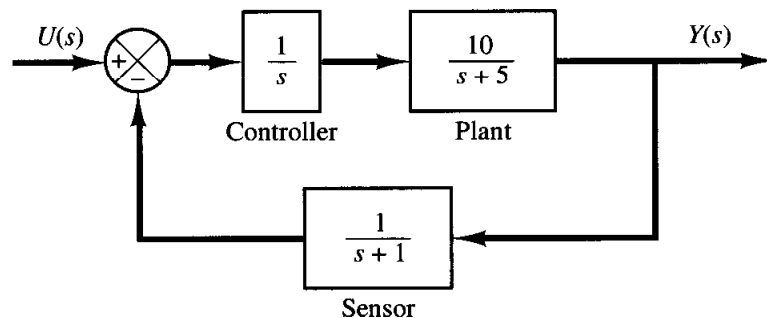 U(s)
Y(s)
+
−
1
s
10
s + 5
Controller
Plant
1
s + 1
Sensor